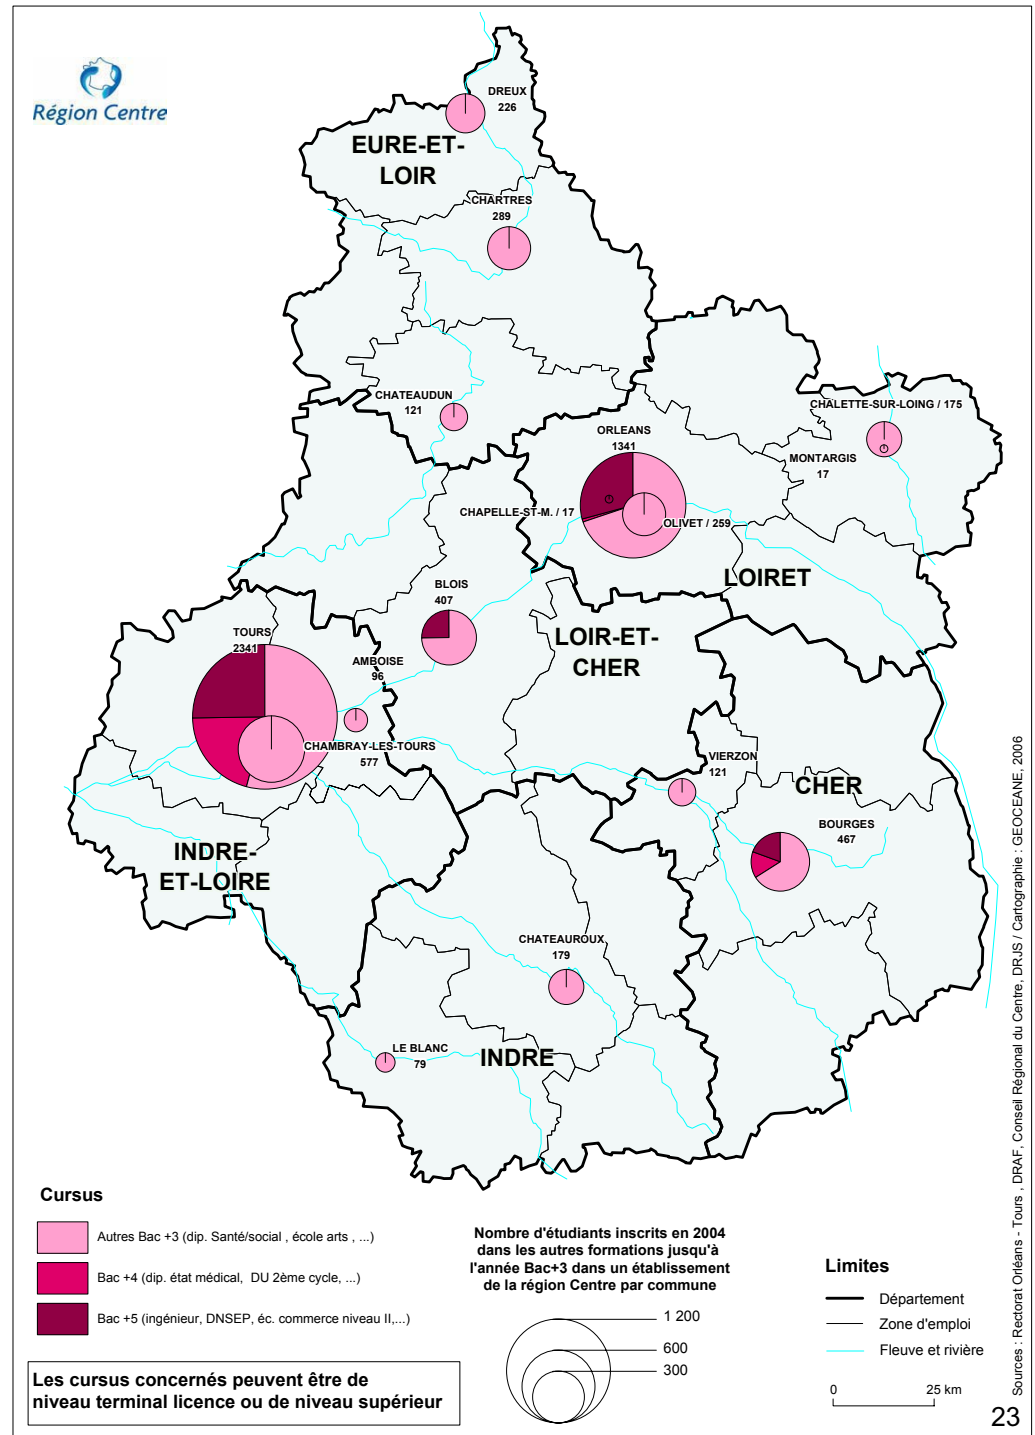 Région Centre
DREUX
226
EURE-ET-
LOIR
CHARTRES
289
CHATEAUDUN
121
CHALETTE-SUR-LOING / 175
MONTARGIS
17
ORLEANS
1341
CHAPELLE-ST-M. / 17
OLIVET / 259
LOIRET
BLOIS
407
LOIR-ET-
CHER
TOURS
2341
AMBOISE
96
CHAMBRAY-LES-TOURS
577
VIERZON
121
CHER
BOURGES
467
INDRE-
ET-LOIRE
CHATEAUROUX
179
LE BLANC
79
INDRE
Cursus
Autres Bac +3 (dip. Santé/social , école arts , ...)
Bac +4 (dip. état médical, DU 2ème cycle, ...)
Bac +5 (ingénieur, DNSEP, éc. commerce niveau II,...)
Les cursus concernés peuvent être de
niveau terminal licence ou de niveau supérieur
Nombre d'étudiants inscrits en 2004
dans les autres formations jusqu'à
l'année Bac+3 dans un établissement
de la région Centre par commune
1 200
600
300
Limites
Département
Zone d'emploi
Fleuve et rivière
0 25 km
Sources : Rectorat Orléans - Tours , DRAF, Conseil Régional du Centre, DRJS / Cartographie : GEOCEANE, 2006
23